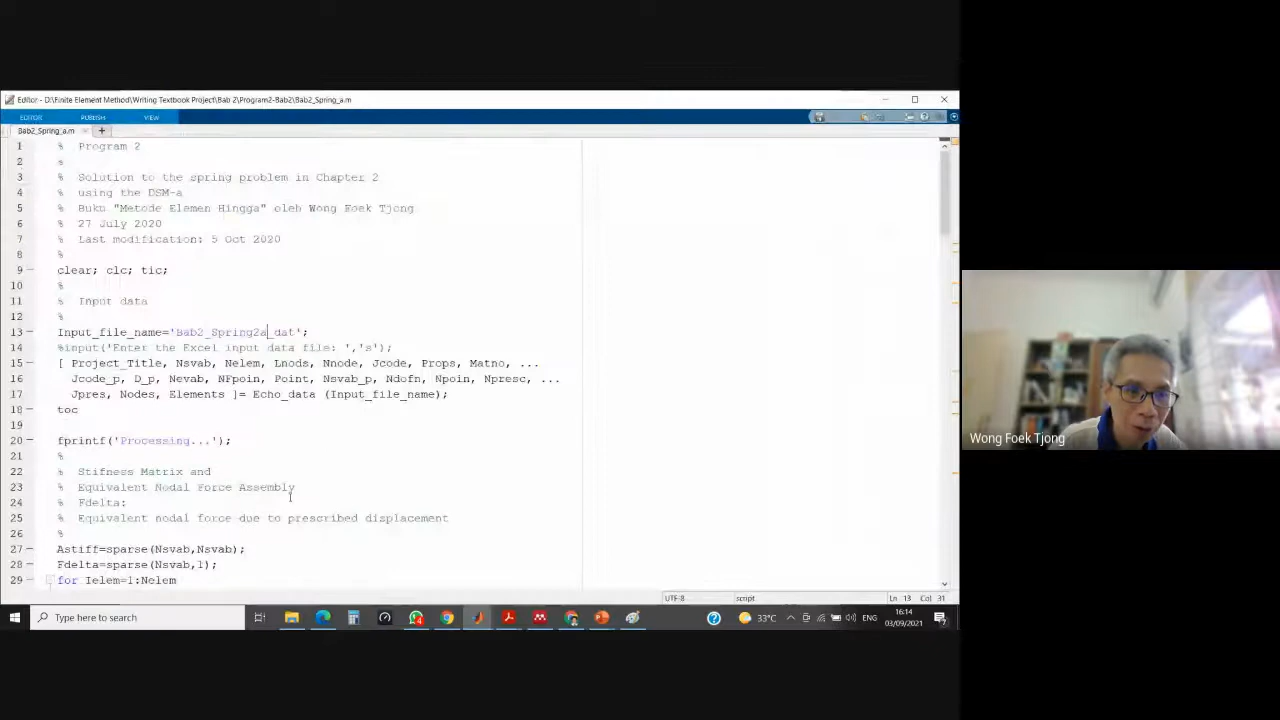 Editor - D:\Finite Element Method\Writing Textbook Project\Bab 2\Program2-Bab2\Bab2_Spring_a.m
EDITOR PUBLISH VIEW
Bab2_Spring_a.m
1 % Program 2
2 %
3 % Solution to the spring problem in Chapter 2
4 % using the DSM-a
5 % Buku "Metode Elemen Hingga" oleh Wong Foek Tjong
6 % 27 July 2020
7 % Last modification: 5 Oct 2020
8 %
9 clear; clc; tic;
10 %
11 % Input data
12 %
13 Input_file_name='Bab2_Spring2a_dat';
14 %input('Enter the Excel input data file: ','s');
15 [ Project_Title, Nsvab, Nelem, Lnods, Nnode, Jcode, Props, Matno, ...
16 Jcode_p, D_p, Nevab, NFpoin, Point, Nsvab_p, Ndofn, Npoin, Npresc, ...
17 Jpres, Nodes, Elements ]= Echo_data (Input_file_name);
18 toc
19
20 fprintf('Processing...');
21 %
22 % Stifness Matrix and
23 % Equivalent Nodal Force Assembly
24 % Fdelta:
25 % Equivalent nodal force due to prescribed displacement
26 %
27 Astiff=sparse(Nsvab,Nsvab);
28 Fdelta=sparse(Nsvab,1);
29 for Ielem=1:Nelem
UTF-8 script Ln 13 Col 31
Type here to search
33°C ENG
16:14
03/09/2021
Wong Foek Tjong